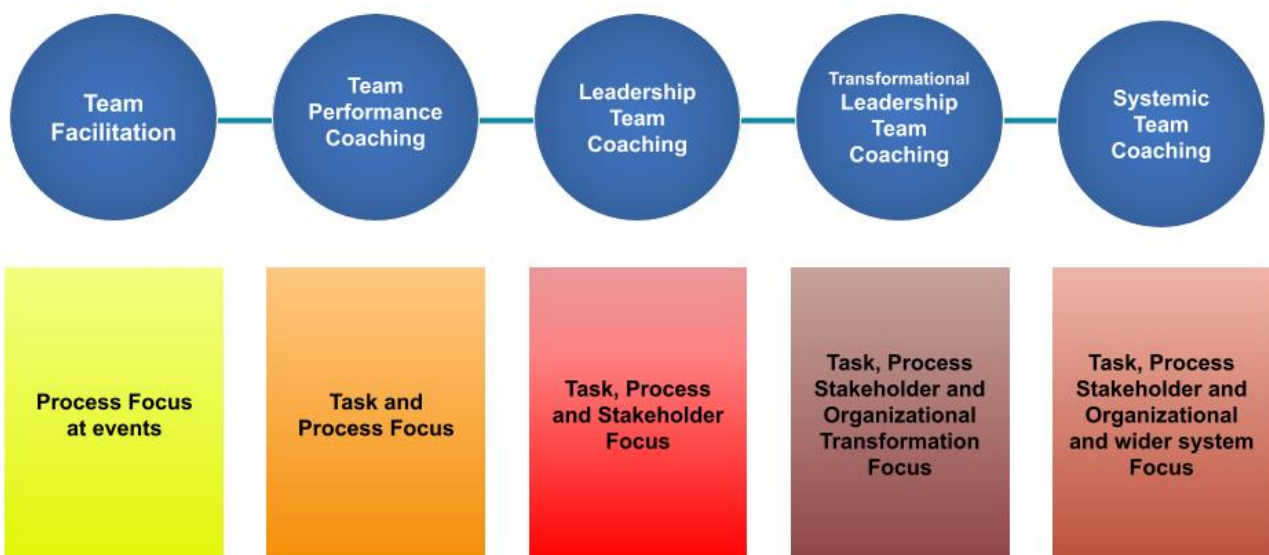 Team
Facilitation
Team
Performance
Coaching
Leadership
Team
Coaching
Transformational
Leadership
Team
Coaching
Systemic
Team
Coaching
Process Focus
at events
Task and
Process Focus
Task, Process
and Stakeholder
Focus
Task, Process
Stakeholder and
Organizational
Transformation
Focus
Task, Process
Stakeholder and
Organizational
and wider system
Focus